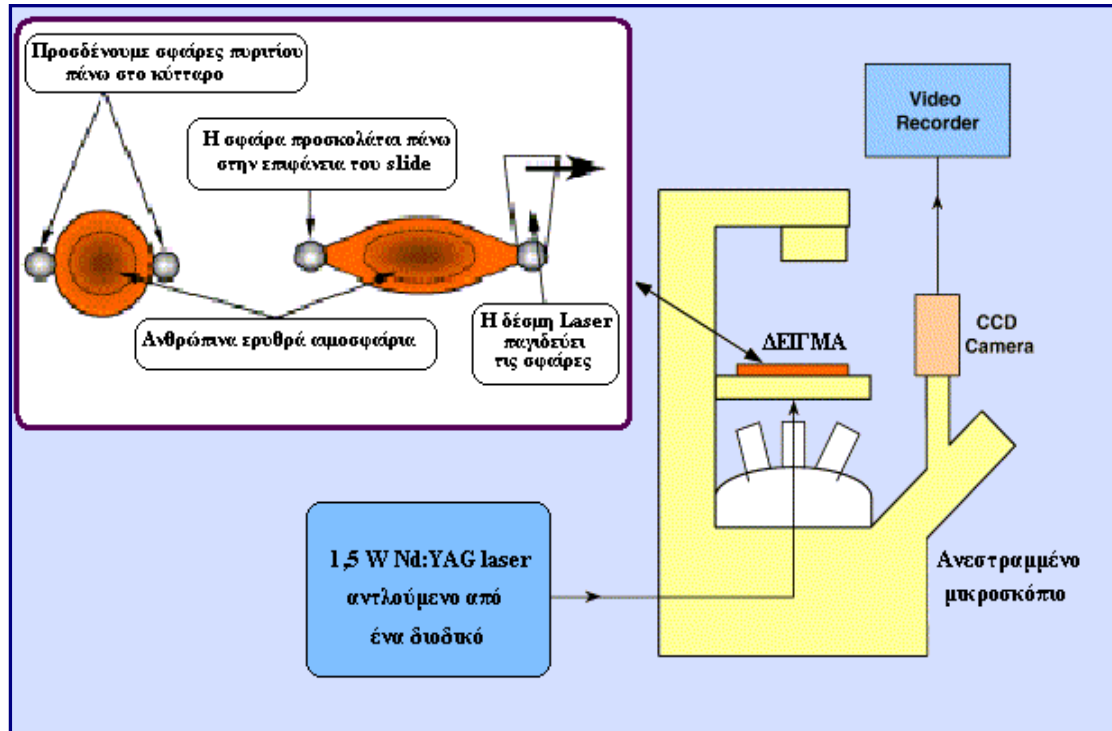 Προσδένουμε σφαίρες πυριτίου
πάνω στο κύτταρο
Η σφαίρα προσκολάται πάνω
στην επιφάνεια του slide
Ανθρώπινα ερυθρά αιμοσφαίρια
Η δέσμη Laser
παγιδεύει
τις σφαίρες
Video
Recorder
CCD
Camera
ΔΕΙΓΜΑ
1,5 W Nd:YAG laser
αντλούμενο από
ένα διοδικό
Ανεστραμμένο
μικροσκόπιο